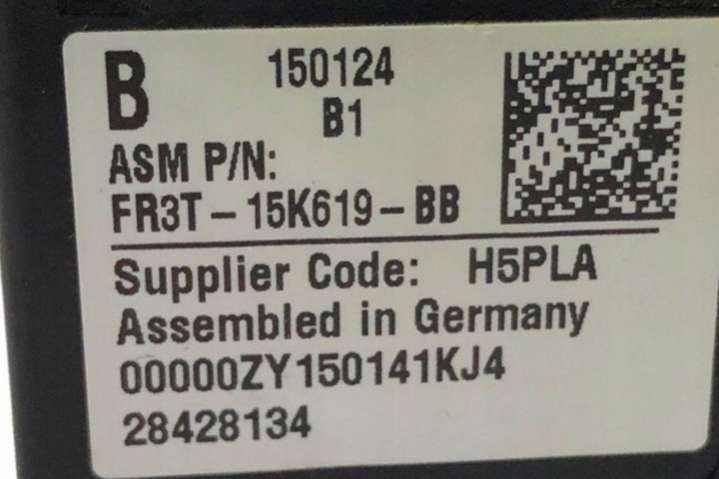 B 150124
B1
ASM P/N:
FR3T-15K619-BB
Supplier Code: H5PLA
Assembled in Germany
00000ZY150141KJ4
28428134